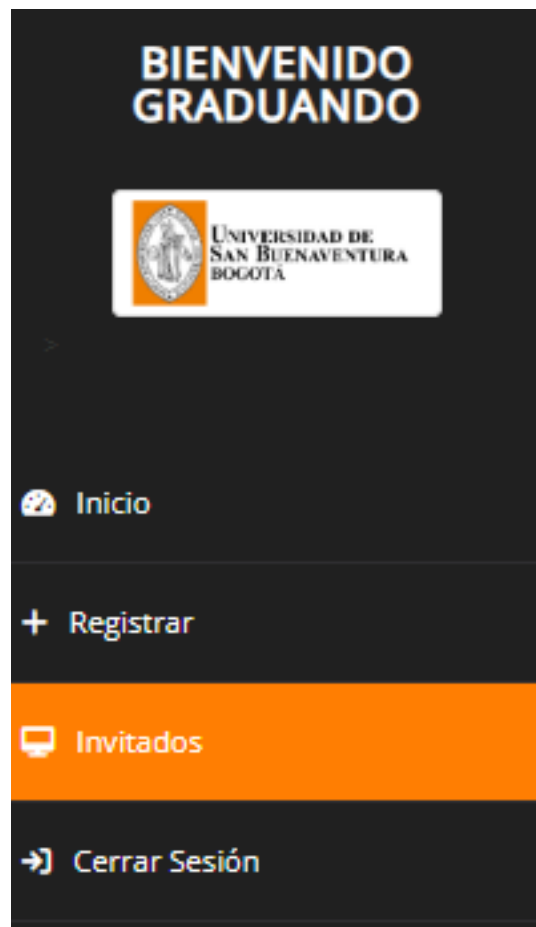 BIENVENIDO
GRADUANDO
UNIVERSIDAD DE
SAN BUENAVENTURA
BOGOTÁ
>
Inicio
Registrar
Invitados
Cerrar Sesión